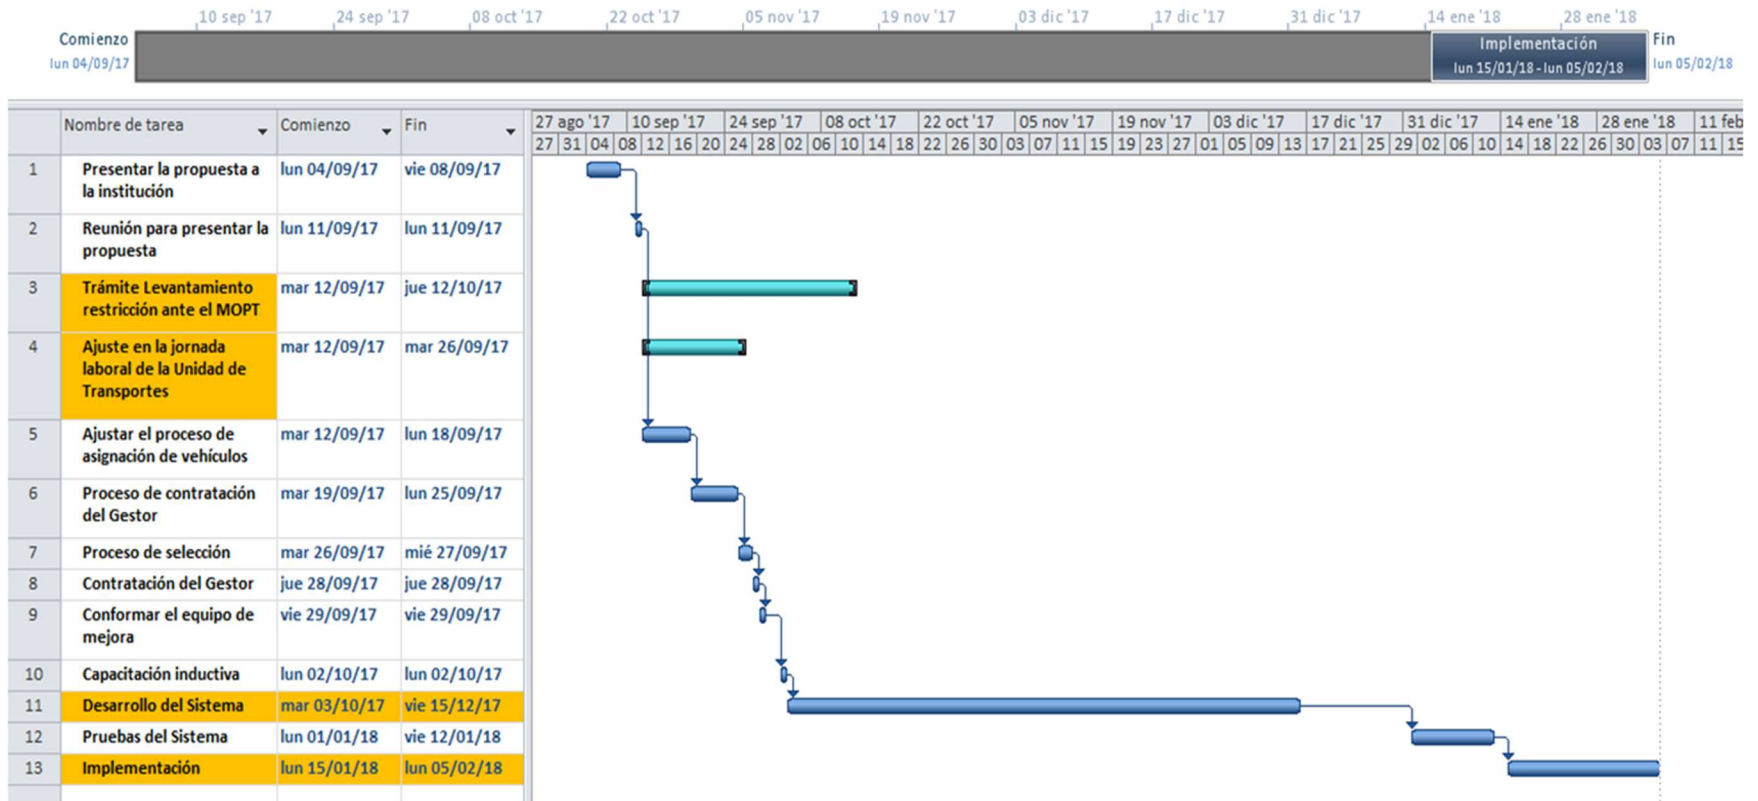 10 sep '17 24 sep '17 08 oct '17 22 oct '17 05 nov '17 19 nov '17 03 dic '17 17 dic '17 31 dic '17 14 ene '18 28 ene '18
Comienzo
lun 04/09/17
Implementación
lun 15/01/18 - lun 05/02/18
Fin
lun 05/02/18
Nombre de tarea Comienzo Fin
27 ago '17 10 sep '17 24 sep '17 08 oct '17 22 oct '17 05 nov '17 19 nov '17 03 dic '17 17 dic '17 31 dic '17 14 ene '18 28 ene '18 11 feb
27 31 04 08 12 16 20 24 28 02 06 10 14 18 22 26 30 03 07 11 15 19 23 27 01 05 09 13 17 21 25 29 02 06 10 14 18 22 26 30 03 07 11 15
1 Presentar la propuesta a lun 04/09/17 vie 08/09/17
la institución
2 Reunión para presentar la lun 11/09/17 lun 11/09/17
propuesta
3 Trámite Levantamiento mar 12/09/17 jue 12/10/17
restricción ante el MOPT
4 Ajuste en la jornada mar 12/09/17 mar 26/09/17
laboral de la Unidad de
Transportes
5 Ajustar el proceso de mar 12/09/17 lun 18/09/17
asignación de vehículos
6 Proceso de contratación mar 19/09/17 lun 25/09/17
del Gestor
7 Proceso de selección mar 26/09/17 mié 27/09/17
8 Contratación del Gestor jue 28/09/17 jue 28/09/17
9 Conformar el equipo de vie 29/09/17 vie 29/09/17
mejora
10 Capacitación inductiva lun 02/10/17 lun 02/10/17
11 Desarrollo del Sistema mar 03/10/17 vie 15/12/17
12 Pruebas del Sistema lun 01/01/18 vie 12/01/18
13 Implementación lun 15/01/18 lun 05/02/18